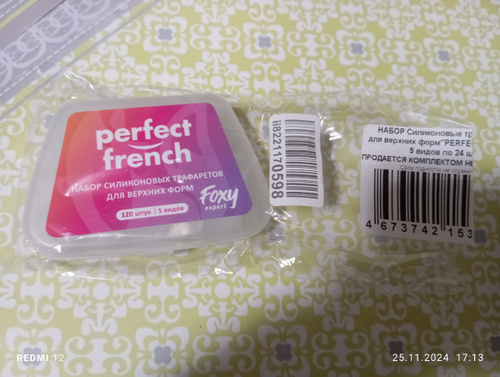 perfect
french
НАБОР СИЛИКОНОВЫХ ТРАФАРЕТОВ
ДЛЯ ВЕРХНИХ ФОРМ
120 штук | 5 видов
Foxy
expert
НАБОР Силиконовые тр
для верхних форм"PERFE
5 видов по 24 ш
ПРОДАЕТСЯ КОМПЛЕКТОМ НЕ
4 673742 153
REDMI 12
25.11.2024 17:13